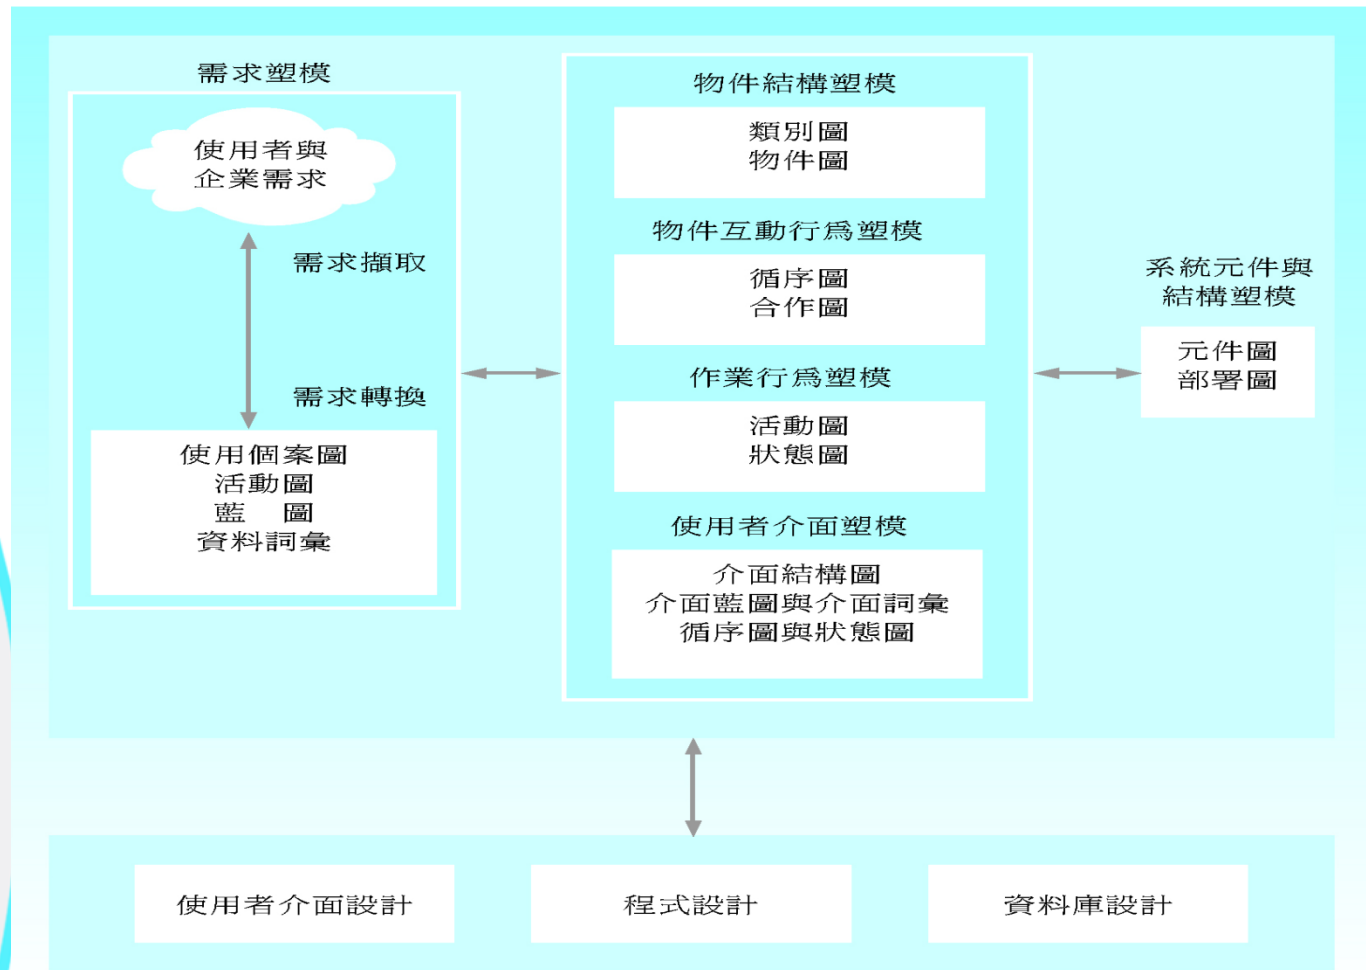 需求塑模
使用者與
企業需求
需求擷取
需求轉換
使用個案圖
活動圖
藍　圖
資料詞彙
物件結構塑模
類別圖
物件圖
物件互動行爲塑模
循序圖
合作圖
作業行爲塑模
活動圖
狀態圖
使用者介面塑模
介面結構圖
介面藍圖與介面詞彙
循序圖與狀態圖
系統元件與
結構塑模
元件圖
部署圖
使用者介面設計
程式設計
資料庫設計